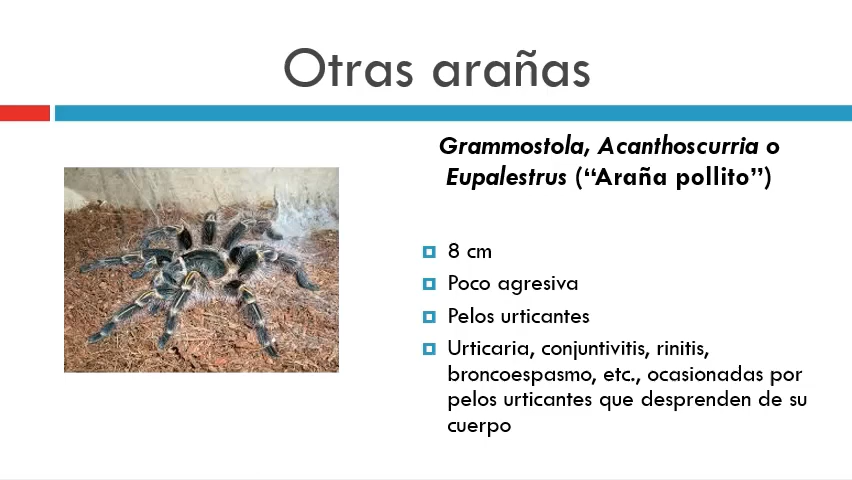 Otras arañas
Grammostola, Acanthoscurria o
Eupalestrus (“Araña pollito”)
8 cm
Poco agresiva
Pelos urticantes
Urticaria, conjuntivitis, rinitis,
broncoespasmo, etc., ocasionadas por
pelos urticantes que desprenden de su
cuerpo